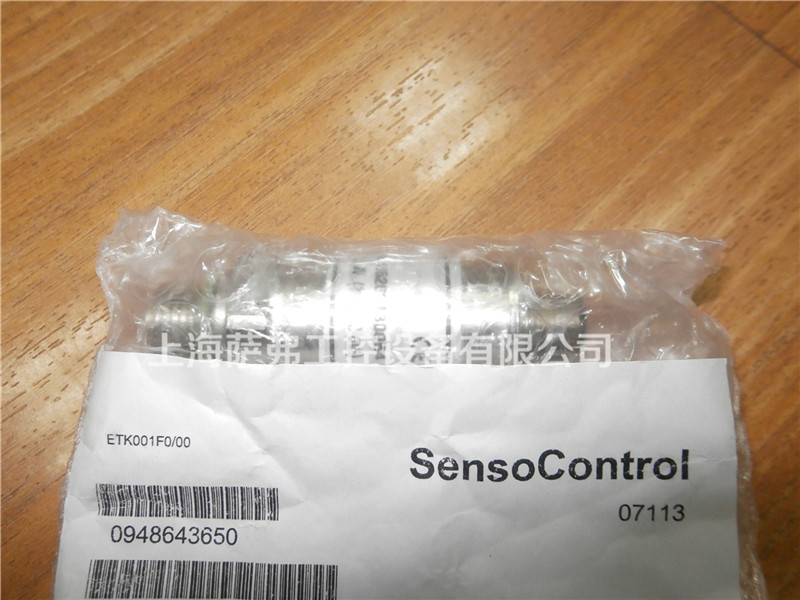 上海萨弗工控设备有限公司
ETK001F0/00
SensoControl
07113
0948643650